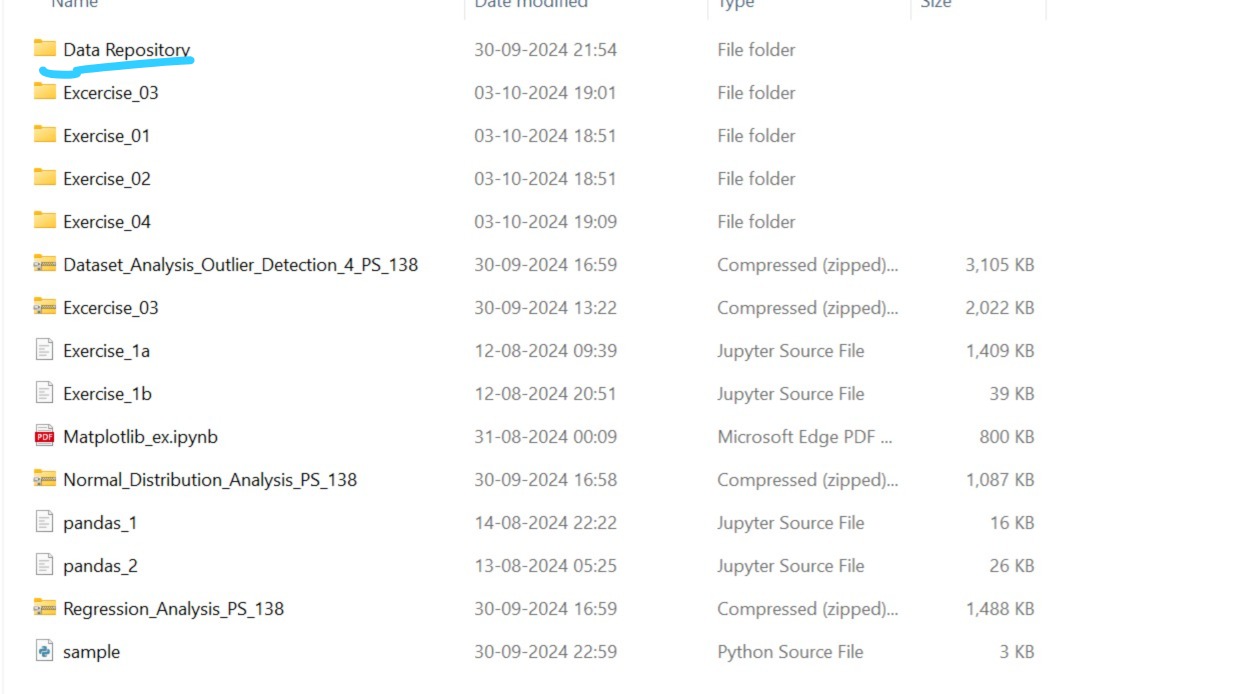 Name Date modified Type Size
Data Repository 30-09-2024 21:54 File folder
Excercise_03 03-10-2024 19:01 File folder
Exercise_01 03-10-2024 18:51 File folder
Exercise_02 03-10-2024 18:51 File folder
Exercise_04 03-10-2024 19:09 File folder
Dataset_Analysis_Outlier_Detection_4_PS_138 30-09-2024 16:59 Compressed (zipped)... 3,105 KB
Excercise_03 30-09-2024 13:22 Compressed (zipped)... 2,022 KB
Exercise_1a 12-08-2024 09:39 Jupyter Source File 1,409 KB
Exercise_1b 12-08-2024 20:51 Jupyter Source File 39 KB
PDF Matplotlib_ex.ipynb 31-08-2024 00:09 Microsoft Edge PDF ... 800 KB
Normal_Distribution_Analysis_PS_138 30-09-2024 16:58 Compressed (zipped)... 1,087 KB
pandas_1 14-08-2024 22:22 Jupyter Source File 16 KB
pandas_2 13-08-2024 05:25 Jupyter Source File 26 KB
Regression_Analysis_PS_138 30-09-2024 16:59 Compressed (zipped)... 1,488 KB
sample 30-09-2024 22:59 Python Source File 3 KB